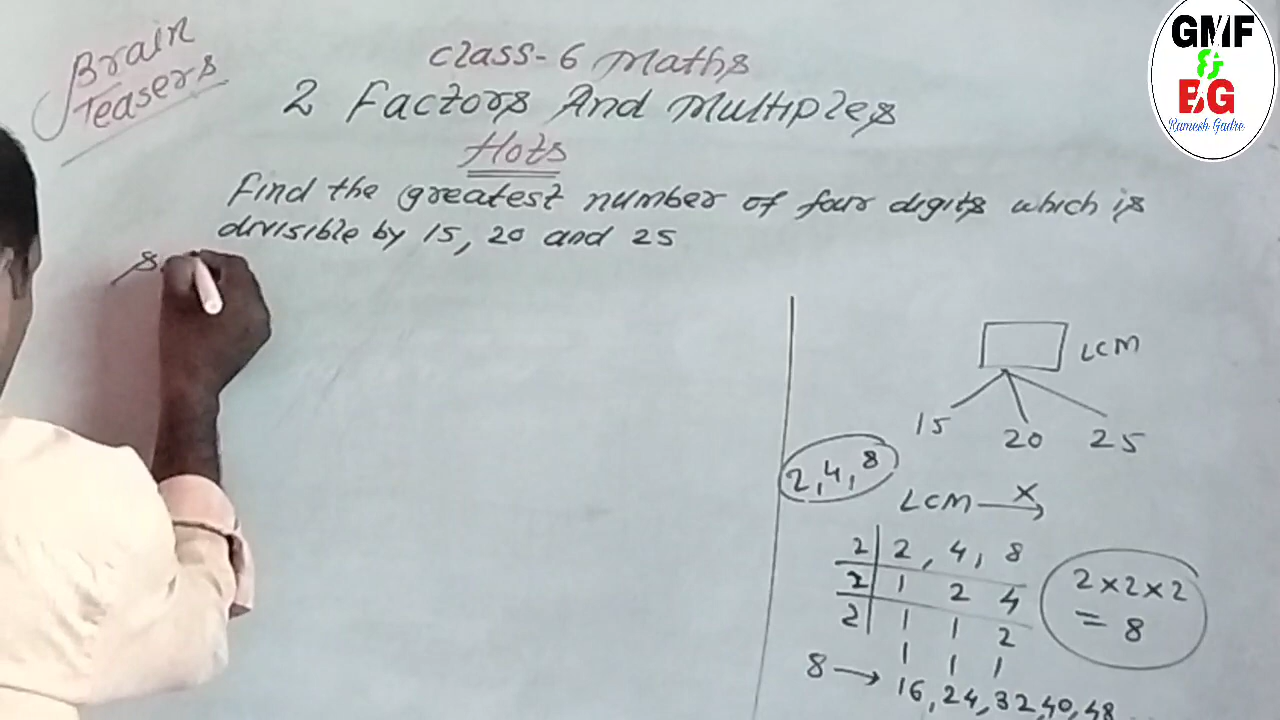 Brain
Teasers
Class-6 Maths
2 Factors And Multiples
Hots
Find the greatest number of four digits which is
divisible by 15, 20 and 25
LCM
15 20 25
2, 4, 8
LCM → X
2 | 2, 4, 8
2 | 1 2 4
2 | 1 1 2
1 1 1
2×2×2
= 8
8 → 16, 24, 32, 40, 48
GMF
&
BG
Ramesh Gadre